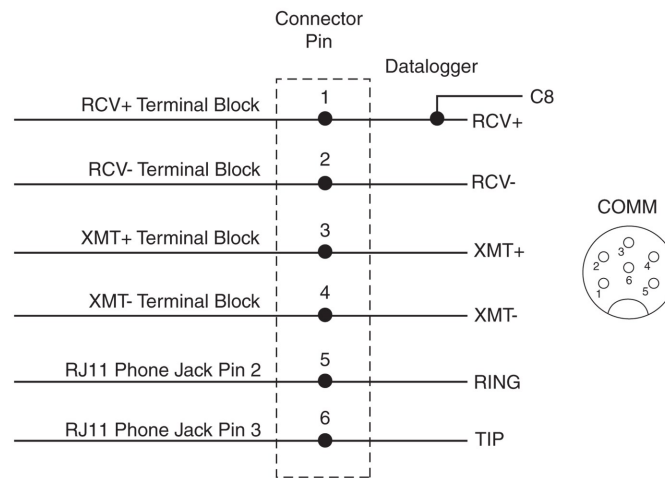 Connector
Pin
Datalogger
1
C8
RCV+ Terminal Block
RCV+
2
RCV- Terminal Block
RCV-
3
XMT+ Terminal Block
XMT+
4
XMT- Terminal Block
XMT-
5
RJ11 Phone Jack Pin 2
RING
6
RJ11 Phone Jack Pin 3
TIP
COMM
3
2
4
6
1
5